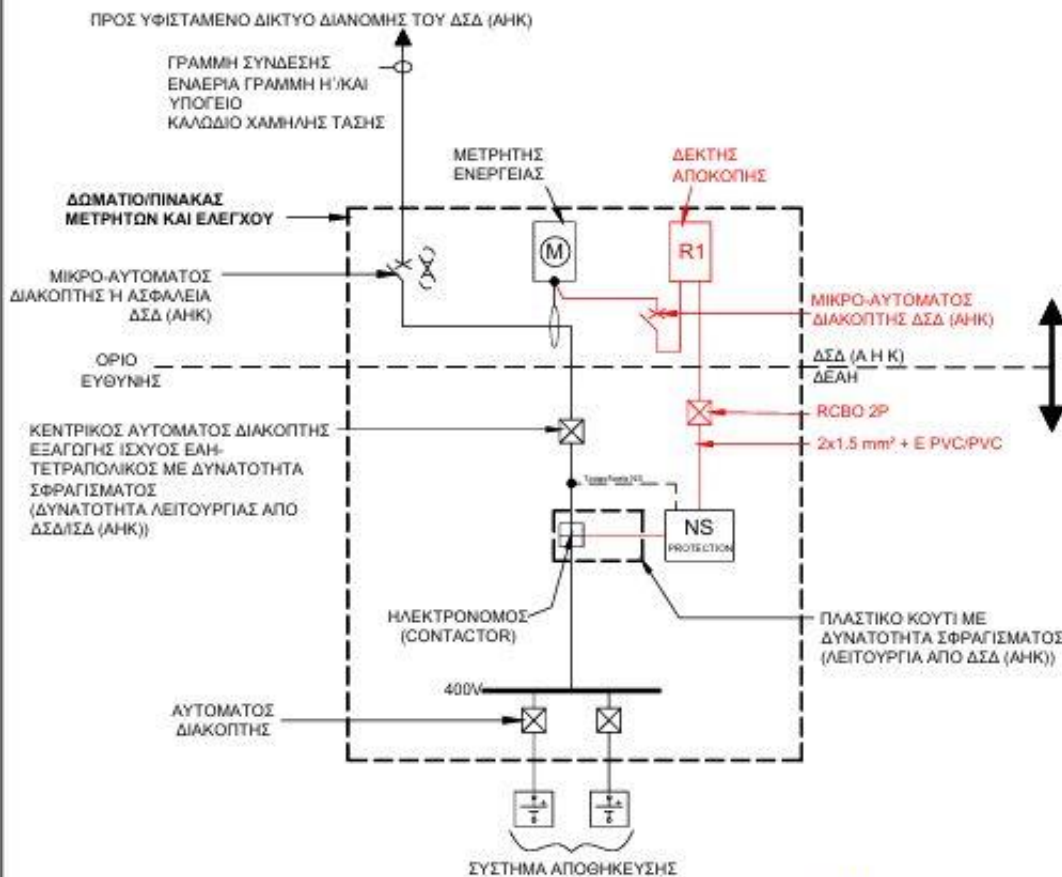 ΠΡΟΣ ΥΦΙΣΤΑΜΕΝΟ ΔΙΚΤΥΟ ΔΙΑΝΟΜΗΣ ΤΟΥ ΔΣΔ (ΑΗΚ)
ΓΡΑΜΜΗ ΣΥΝΔΕΣΗΣ
ΕΝΑΕΡΙΑ ΓΡΑΜΜΗ Η'/ΚΑΙ
ΥΠΟΓΕΙΟ
ΚΑΛΩΔΙΟ ΧΑΜΗΛΗΣ ΤΑΣΗΣ
ΜΕΤΡΗΤΗΣ
ΕΝΕΡΓΕΙΑΣ
ΔΕΚΤΗΣ
ΑΠΟΚΟΠΗΣ
ΔΩΜΑΤΙΟ/ΠΙΝΑΚΑΣ
ΜΕΤΡΗΤΩΝ ΚΑΙ ΕΛΕΓΧΟΥ
M
R1
ΜΙΚΡΟ-ΑΥΤΟΜΑΤΟΣ
ΔΙΑΚΟΠΤΗΣ Ή ΑΣΦΑΛΕΙΑ
ΔΣΔ (ΑΗΚ)
ΜΙΚΡΟ-ΑΥΤΟΜΑΤΟΣ
ΔΙΑΚΟΠΤΗΣ ΔΣΔ (ΑΗΚ)
ΟΡΙΟ
ΕΥΘΥΝΗΣ
ΔΣΔ (Α Η Κ)
ΔΕΑΗ
RCBO 2P
2x1.5 mm² + E PVC/PVC
ΚΕΝΤΡΙΚΟΣ ΑΥΤΟΜΑΤΟΣ ΔΙΑΚΟΠΤΗΣ
ΕΞΑΓΩΓΗΣ ΙΣΧΥΟΣ ΕΑΗ-
ΤΕΤΡΑΠΟΛΙΚΟΣ ΜΕ ΔΥΝΑΤΟΤΗΤΑ
ΣΦΡΑΓΙΣΜΑΤΟΣ
(ΔΥΝΑΤΟΤΗΤΑ ΛΕΙΤΟΥΡΓΙΑΣ ΑΠΟ
ΔΣΔ/ΙΣΔ (ΑΗΚ))
NS
PROTECTION
ΗΛΕΚΤΡΟΝΟΜΟΣ
(CONTACTOR)
ΠΛΑΣΤΙΚΟ ΚΟΥΤΙ ΜΕ
ΔΥΝΑΤΟΤΗΤΑ ΣΦΡΑΓΙΣΜΑΤΟΣ
(ΛΕΙΤΟΥΡΓΙΑ ΑΠΟ ΔΣΔ (ΑΗΚ))
400V
ΑΥΤΟΜΑΤΟΣ
ΔΙΑΚΟΠΤΗΣ
ΣΥΣΤΗΜΑ ΑΠΟΘΗΚΕΥΣΗΣ